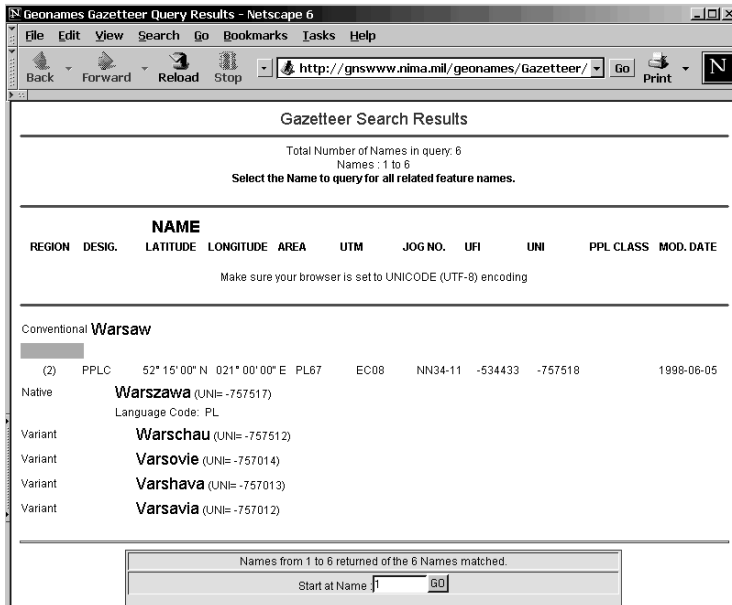 Geonames Gazetteer Query Results - Netscape 6
File Edit View Search Go Bookmarks Tasks Help
Back Forward Reload Stop http://gnswww.nima.mil/geonames/Gazetteer/ Go Print N
Gazetteer Search Results
Total Number of Names in query: 6
Names : 1 to 6
Select the Name to query for all related feature names.
NAME
REGION DESIG. LATITUDE LONGITUDE AREA UTM JOG NO. UFI UNI PPL CLASS MOD. DATE
Make sure your browser is set to UNICODE (UTF-8) encoding
Conventional Warsaw
(2) PPLC 52° 15' 00" N 021° 00' 00" E PL67 EC08 NN34-11 -534433 -757518 1998-06-05
Native Warszawa (UNI= -757517)
Language Code: PL
Variant Warschau (UNI= -757512)
Variant Varsovie (UNI= -757014)
Variant Varshava (UNI= -757013)
Variant Varsavia (UNI= -757012)
Names from 1 to 6 returned of the 6 Names matched.
Start at Name :1 GO